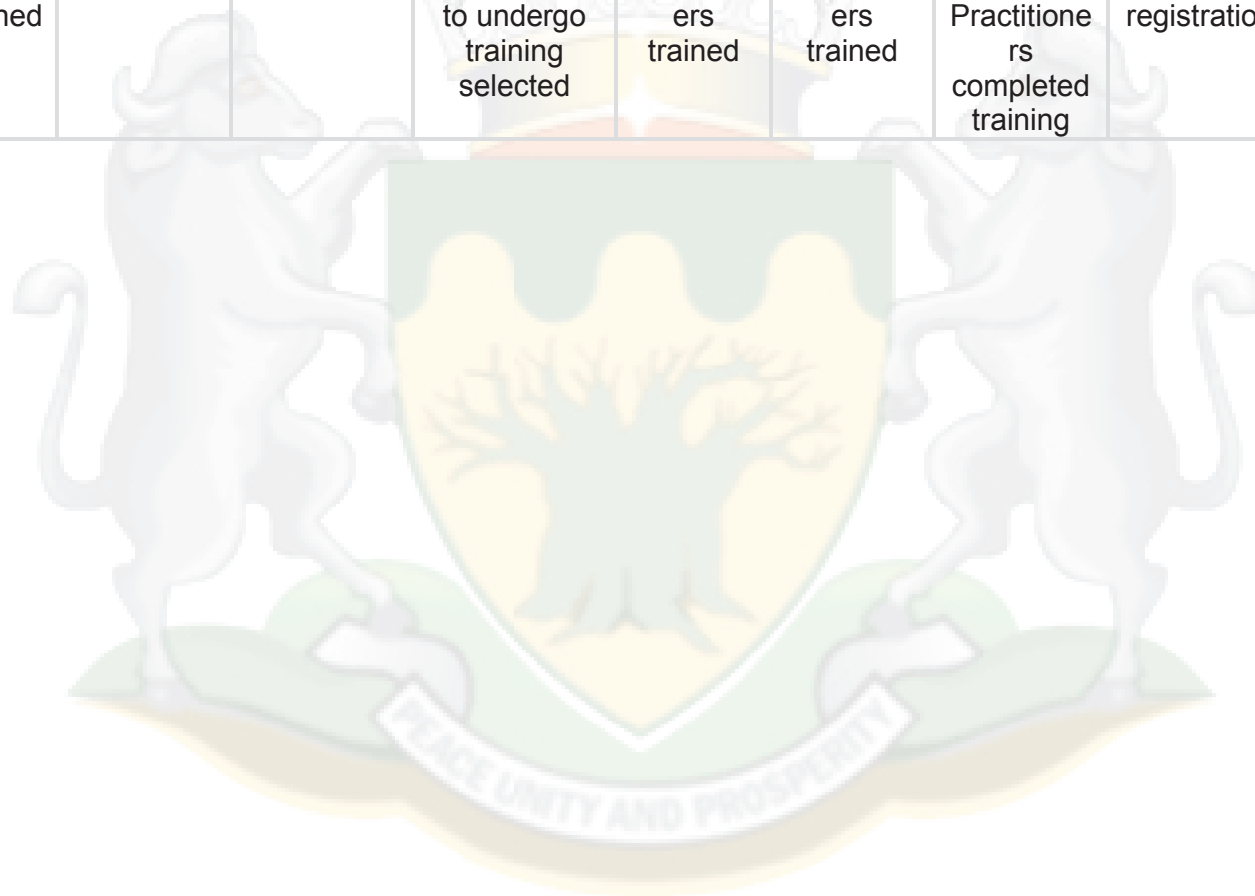 ned
to undergo
training
selected
ers
trained
ers
trained
Practitione
rs
completed
training
registratio
PEACE UNITY AND PROSPERITY